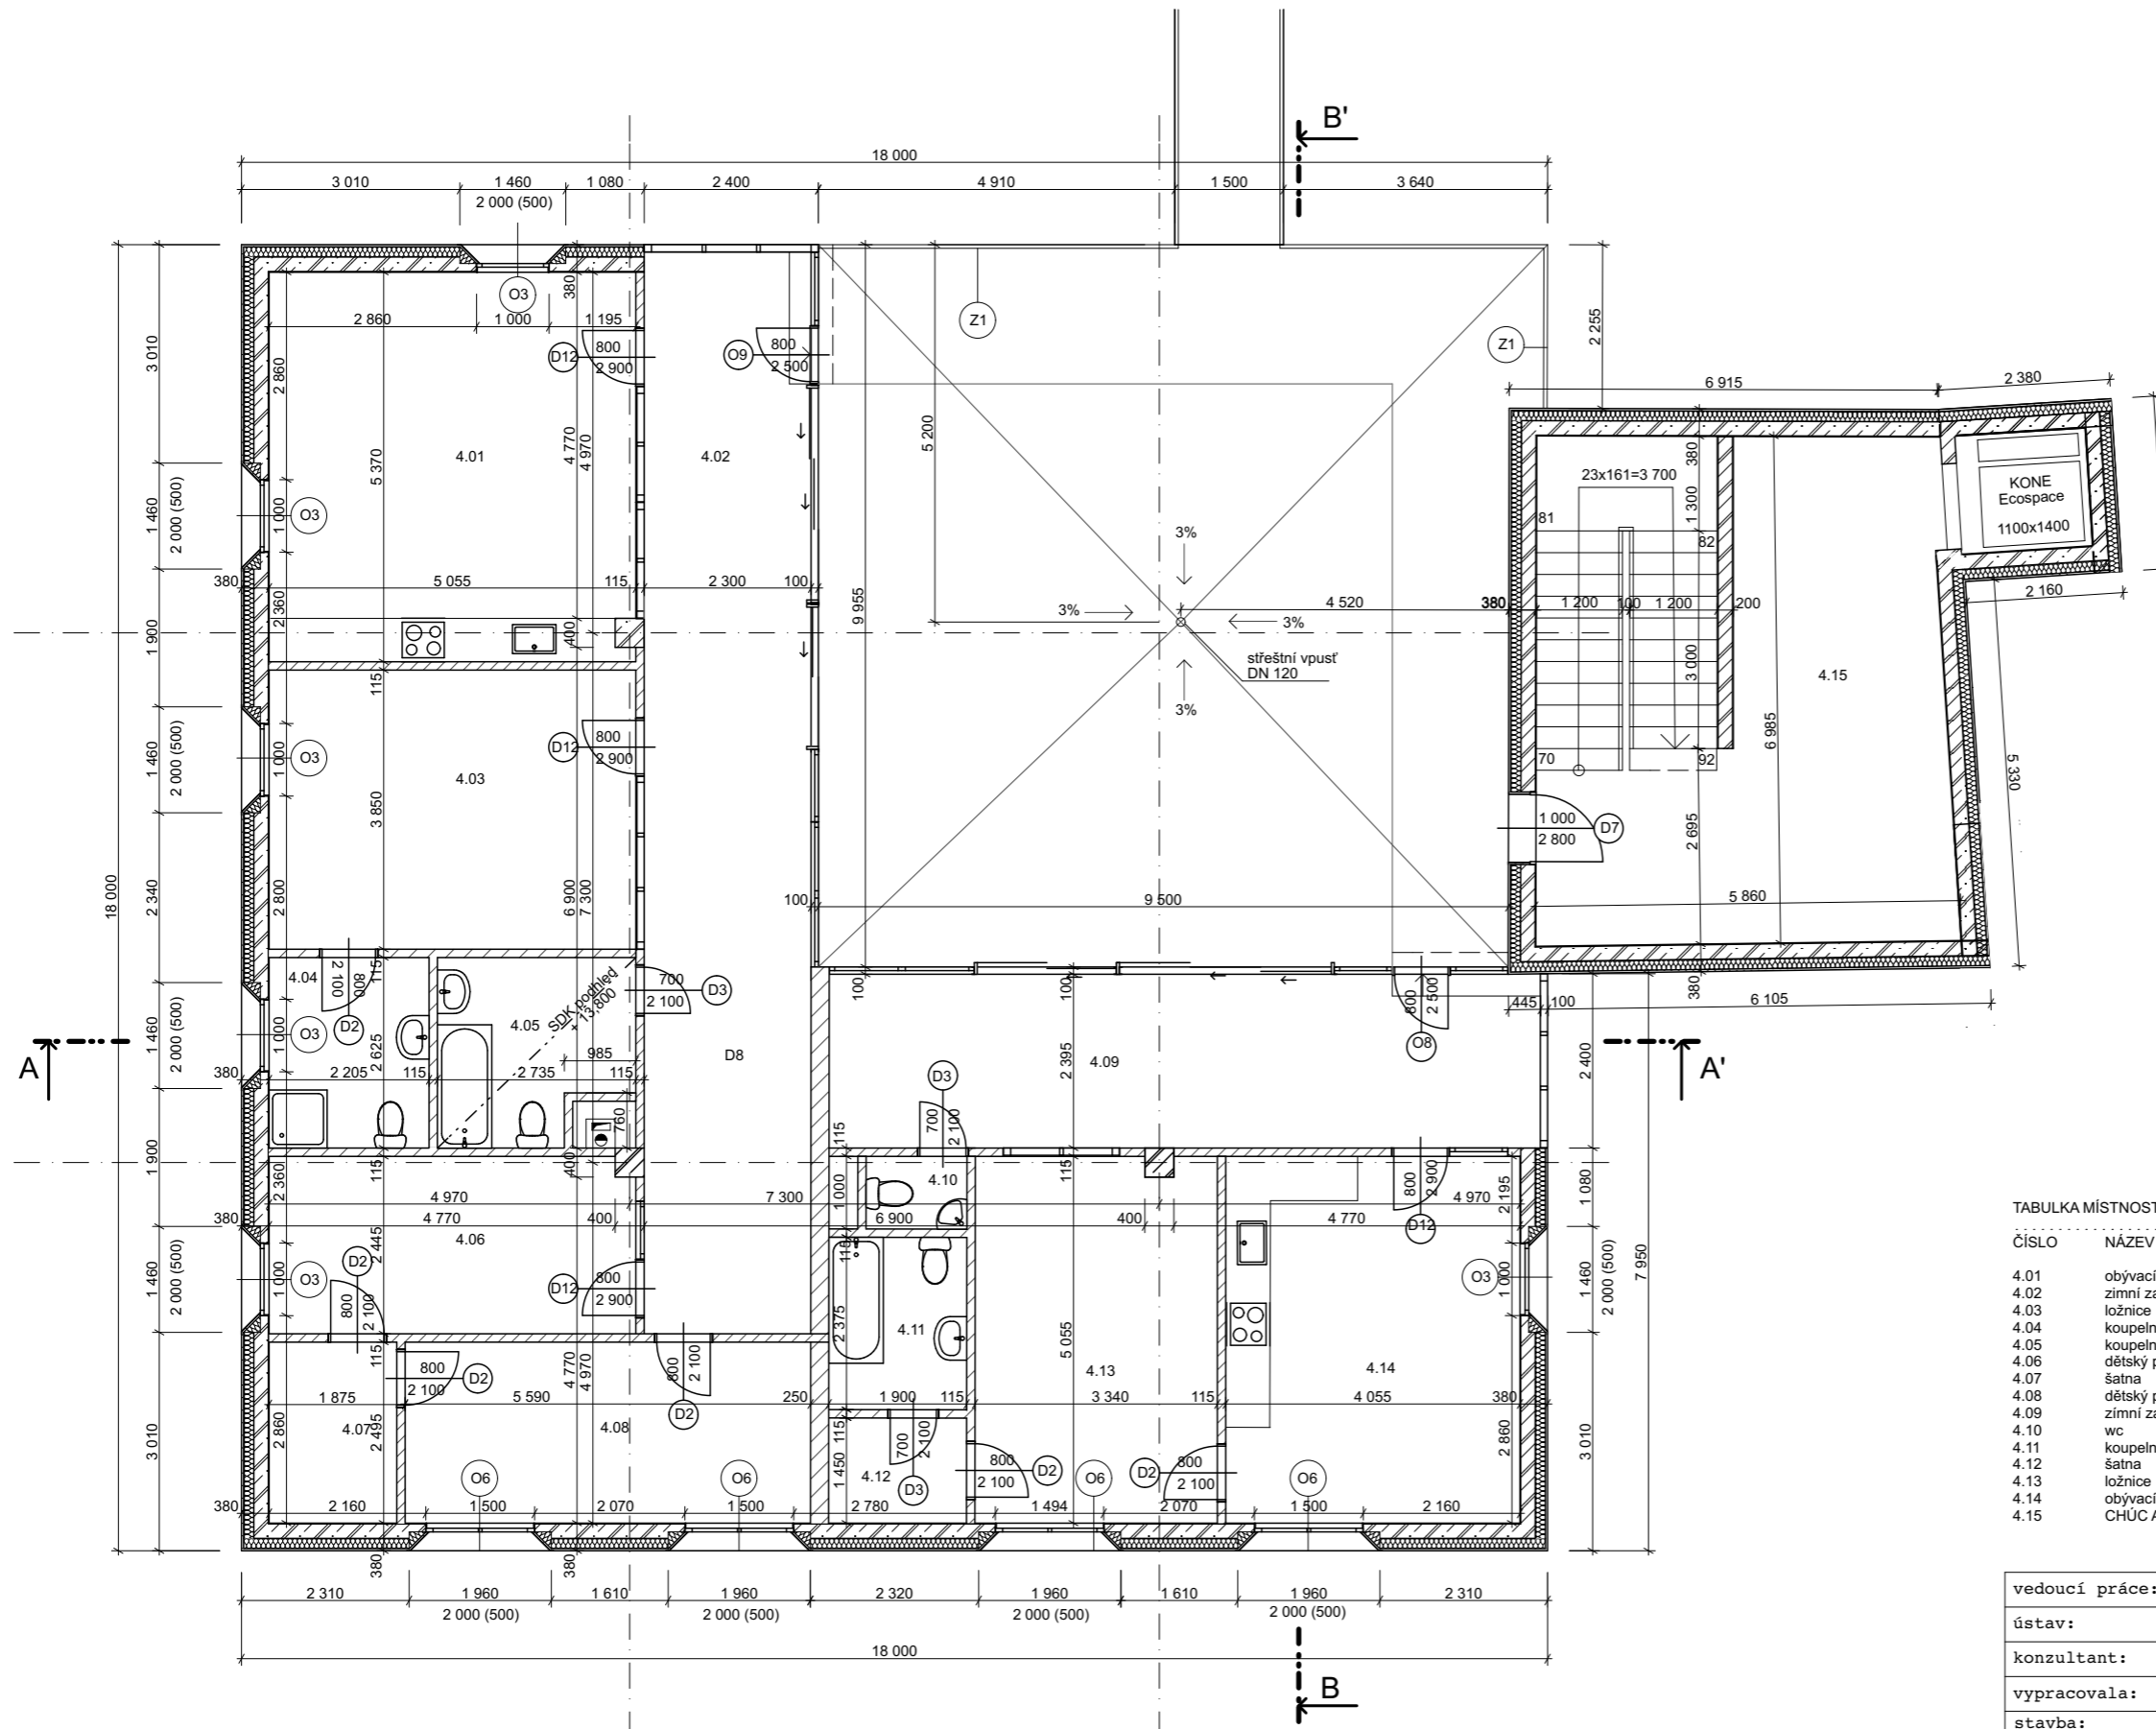 B'
18 000
3 010 1 460 1 080 2 400 4 910 1 500 3 640
2 000 (500)
O3
Z1
Z1
2 255
380
2 860 1 000 1 195
3 010
2 860
D12 800
2 900
O9 800
2 500
6 915 2 380
5 200
5 370
4 770
4 970
4.01
4.02
380
23x161=3 700
KONE
Ecospace
1100x1400
1 300
81
82
1 460
2 000 (500)
1 000
O3
3%
380 5 055 115 2 300 100
9 955
3% 4 520 380 1 200 100 1 200 200
3%
2 160
2 360
400
1 900
střešní vpusť
DN 120
3 000
4.15
115
3%
6 985
1 460
2 000 (500)
1 000
O3
D12 800
2 900
4.03
70
92
5 330
3 850
1 000
2 800
D7
2 695
18 000
2 340
2 800
6 900
7 300
100 9 500
5 860
4.04
2 100
800
115
D2
4.05
SDK podhled
+ 13,800
700
2 100
D3
100
100
800
2 500
445 100
380
6 105
1 460
2 000 (500)
1 000
O3
2 625
985
D8
2 395
4.09
O8
2 400
A
A'
380 2 205 115 2 735 115
D3
760
700
2 100
115
1 900
2 360
115
400
115
4.10
1 000
800
2 900
2 195
1 080
4 970 7 300 4 970
380 4 770 400 6 900 400 4 770
D12
2 445
4.06
115
1 460
2 000 (500)
1 000
O3
D2
800
2 100
D12 800
2 900
2 375
4.11
5 055
4.13
4.14
O3
1 000
1 460
2 000 (500)
7 950
115
800
2 100
D2
4 770
4 970
800
2 100
D2
1 875 5 590 250 1 900 115 3 340 115 4 055 380
3 010
2 860
4.07
2 495
4.08
115
1 450
4.12
700
2 100
D3
800
2 100
D2
D2
800
2 100
2 860
3 010
O6
O6
O6
O6
380 2 160 1 500 2 070 1 500 2 780 1 494 2 070 1 500 2 160
380
380
2 310 1 960 1 610 1 960 2 320 1 960 1 610 1 960 2 310
2 000 (500) 2 000 (500) 2 000 (500) 2 000 (500)
18 000
B
TABULKA MÍSTNOST
ČÍSLO NÁZEV
4.01 obývací
4.02 zimní za
4.03 ložnice
4.04 koupeln
4.05 koupeln
4.06 dětský p
4.07 šatna
4.08 dětský p
4.09 zímní za
4.10 wc
4.11 koupeln
4.12 šatna
4.13 ložnice
4.14 obývací
4.15 CHÚC A
vedoucí práce:
ústav:
konzultant:
vypracovala:
stavba: